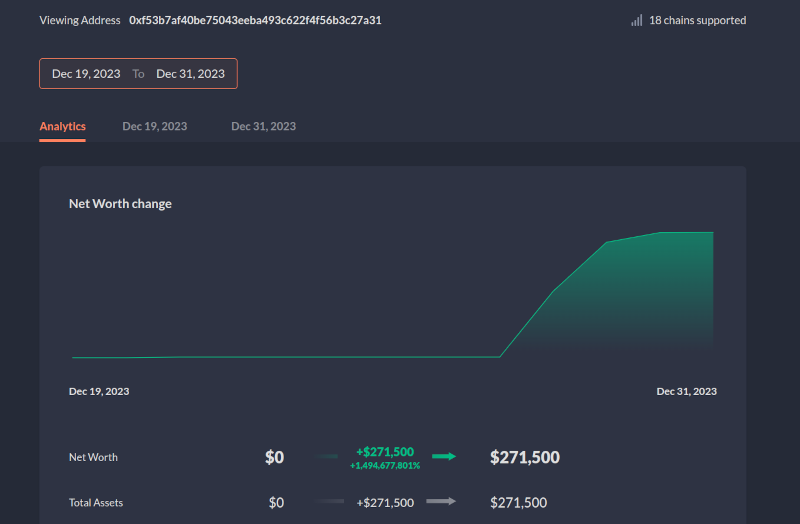 Viewing Address 0xf53b7af40be75043eeba493c622f4f56b3c27a31 18 chains supported
Dec 19, 2023 To Dec 31, 2023
Analytics Dec 19, 2023 Dec 31, 2023
Net Worth change
Dec 19, 2023 Dec 31, 2023
Net Worth $0 +$271,500 $271,500
+1,494,677,801%
Total Assets $0 +$271,500 $271,500